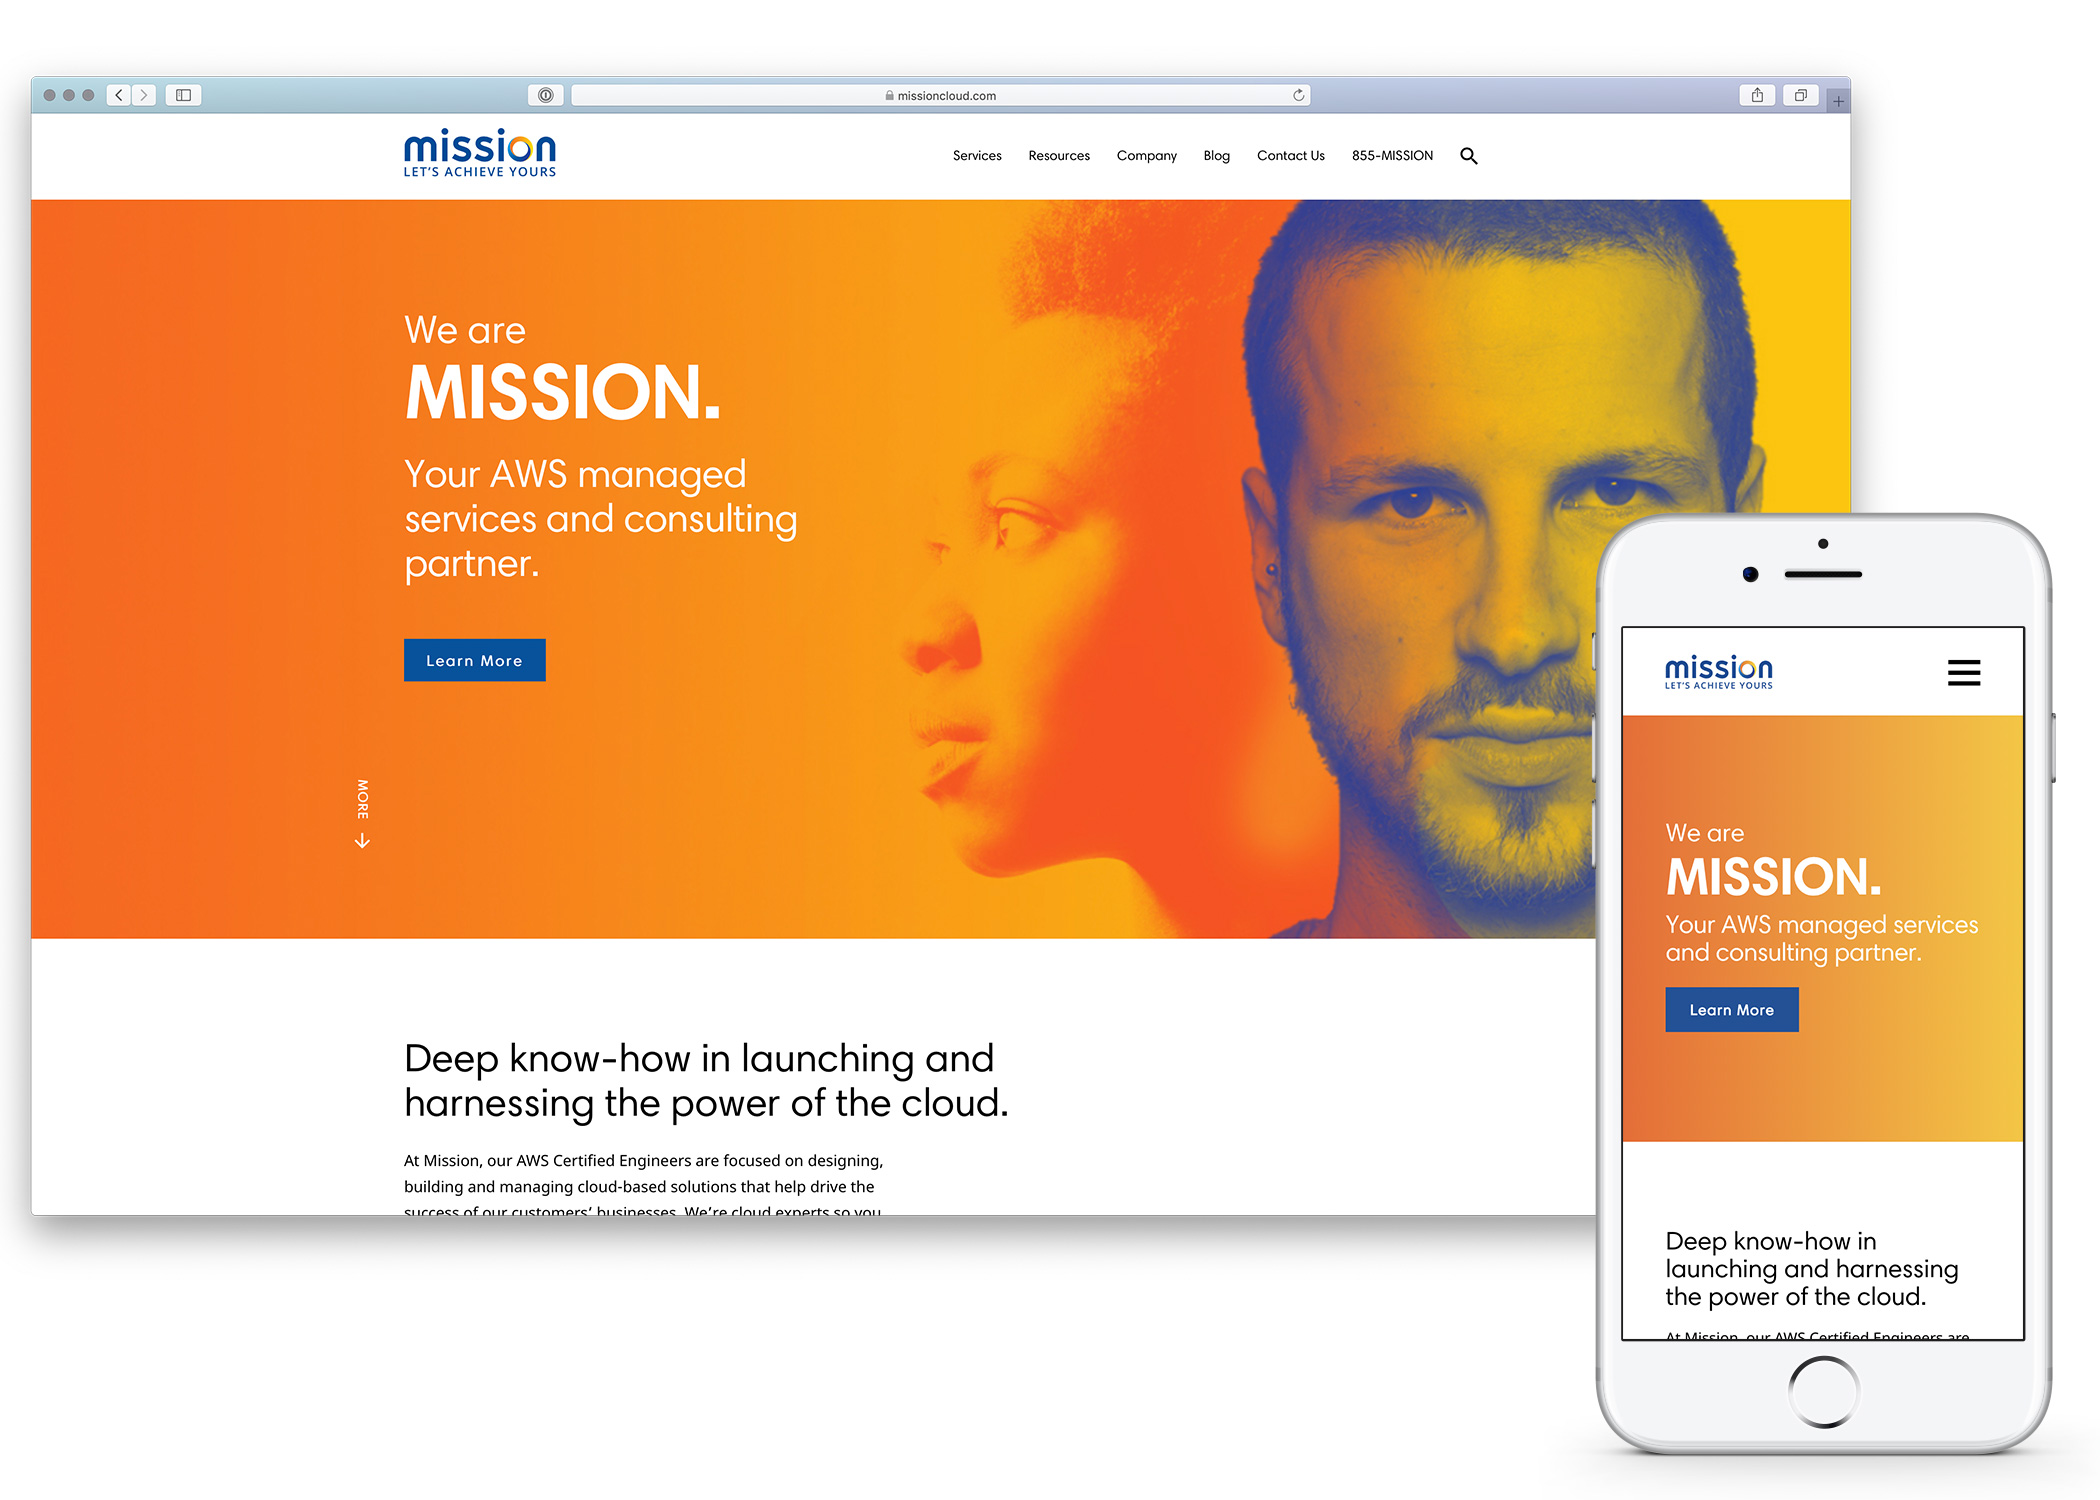 missioncloud.com
mission
LET'S ACHIEVE YOURS
Services Resources Company Blog Contact Us 855-MISSION
We are
MISSION.
Your AWS managed
services and consulting
partner.
Learn More
MORE
Deep know-how in launching and
harnessing the power of the cloud.
At Mission, our AWS Certified Engineers are focused on designing,
building and managing cloud-based solutions that help drive the
success of our customers' businesses. We're cloud experts so you
mission
LET'S ACHIEVE YOURS
We are
MISSION.
Your AWS managed services
and consulting partner.
Learn More
Deep know-how in
launching and harnessing
the power of the cloud.
At Mission, our AWS Certified Engineers are